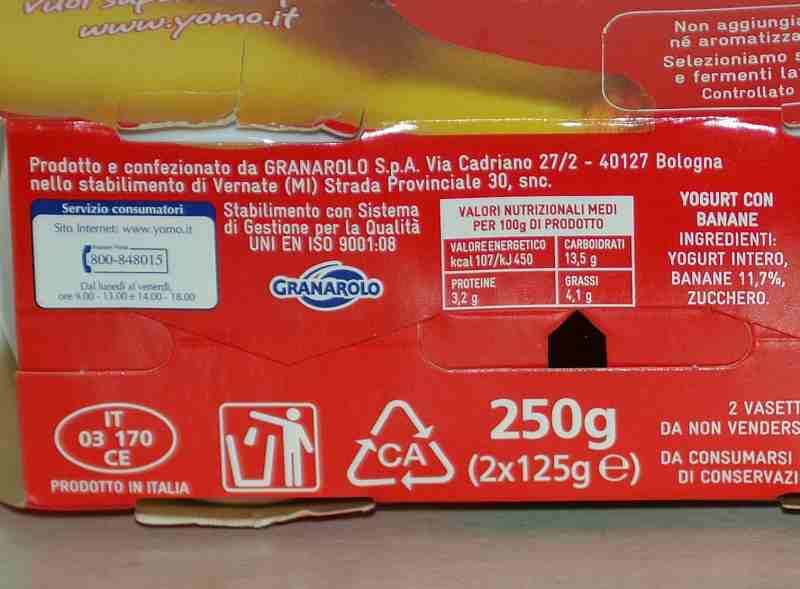 www.yomo.it
Non aggiungia
né aromatizza
Selezioniamo s
e fermenti la
Controllato
Prodotto e confezionato da GRANAROLO S.p.A. Via Cadriano 27/2 - 40127 Bologna
nello stabilimento di Vernate (MI) Strada Provinciale 30, snc.
Servizio consumatori
Sito Internet: www.yomo.it
800-848015
Dal lunedì al venerdì,
ore 9.00 - 13.00 e 14.00 - 18.00
Stabilimento con Sistema
di Gestione per la Qualità
UNI EN ISO 9001:08
GRANAROLO
VALORI NUTRIZIONALI MEDI
PER 100g DI PRODOTTO
VALORE ENERGETICO
kcal 107/kJ 450
CARBOIDRATI
13,5 g
PROTEINE
3,2 g
GRASSI
4,1 g
YOGURT CON
BANANE
INGREDIENTI:
YOGURT INTERO,
BANANE 11,7%,
ZUCCHERO.
IT
03 170
CE
PRODOTTO IN ITALIA
CA
250g
(2x125g ℮)
2 VASETT
DA NON VENDERS
DA CONSUMARSI
DI CONSERVAZI